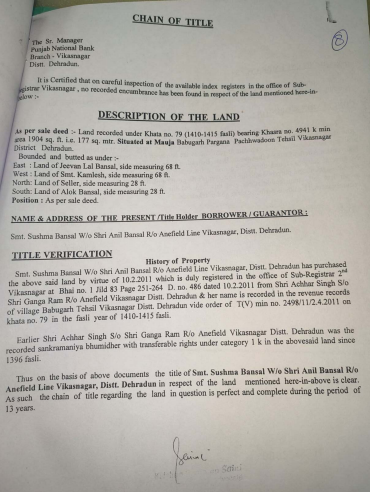 CHAIN OF TITLE
8
The Sr. Manager
Punjab National Bank
Branch - Vikasnagar
Distt. Dehradun.
It is Certified that on careful inspection of the available index registers in the office of Sub-
Registrar Vikasnagar , no recorded encumbrance has been found in respect of the land mentioned here-in-
below :-
DESCRIPTION OF THE LAND
As per sale deed :- Land recorded under Khata no. 79 (1410-1415 fasli) bearing Khasra no. 4941 k min
area 1904 sq. ft. i.e. 177 sq. mtr. Situated at Mauja Babugarh Pargana Pachhwadoon Tehsil Vikasnagar
District Dehradun.
Bounded and butted as under :-
East : Land of Jeevan Lal Bansal, side measuring 68 ft.
West : Land of Smt. Kamlesh, side measuring 68 ft.
North: Land of Seller, side measuring 28 ft.
South: Land of Alok Bansal, side measuring 28 ft.
Position : As per sale deed.
NAME & ADDRESS OF THE PRESENT /Title Holder BORROWER / GUARANTOR :
Smt. Sushma Bansal W/o Shri Anil Bansal R/o Anefield Line Vikasnagar, Distt. Dehradun.
TITLE VERIFICATION
History of Property
Smt. Sushma Bansal W/o Shri Anil Bansal R/o Anefield Line Vikasnagar, Distt. Dehradun has purchased
the above said land by virtue of 10.2.2011 which is duly registered in the office of Sub-Registrar 2nd
Vikasnagar at Bhai no. 1 Jild 83 Page 251-264 D. no. 486 dated 10.2.2011 from Shri Achhar Singh S/o
Shri Ganga Ram R/o Anefield Vikasnagar Distt. Dehradun & her name is recorded in the revenue records
of village Babugarh Tehsil Vikasnagar Distt. Dehradun vide order of T(V) min no. 2498/11/2.4.2011 on
khata no. 79 in the fasli year of 1410-1415 fasli.
Earlier Shri Achhar Singh S/o Shri Ganga Ram R/o Anefield Vikasnagar Distt. Dehradun was the
recorded sankramaniya bhumidher with transferable rights under category 1 k in the abovesaid land since
1396 fasli.
Thus on the basis of above documents the title of Smt. Sushma Bansal W/o Shri Anil Bansal R/o
Anefield Line Vikasnagar, Distt. Dehradun in respect of the land mentioned here-in-above is clear.
As such the chain of title regarding the land in question is perfect and complete during the period of
13 years.